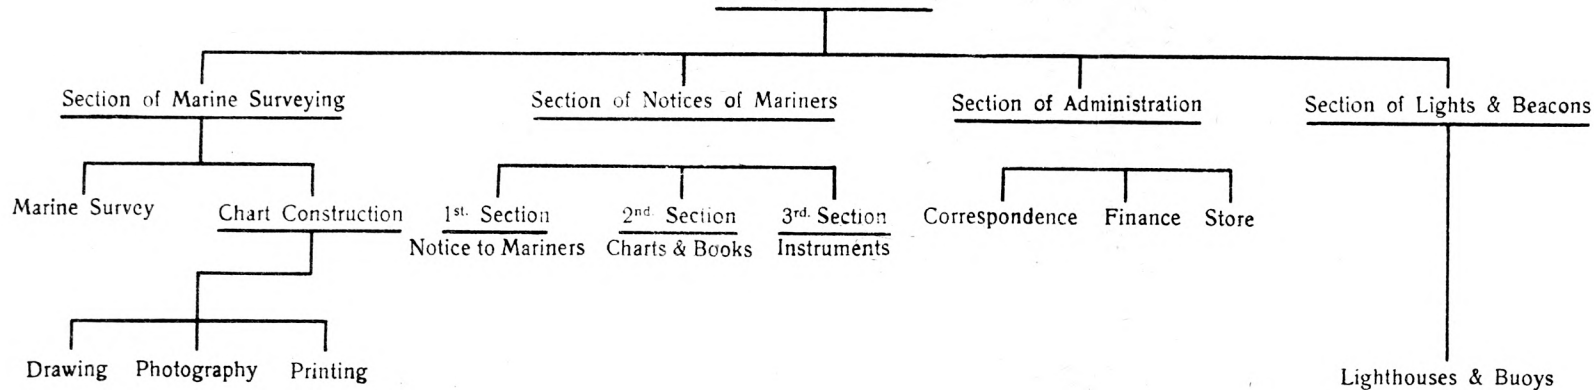 Section of Marine Surveying
Section of Notices of Mariners
Section of Administration
Section of Lights & Beacons
Marine Survey
Chart Construction
1st. Section
Notice to Mariners
2nd. Section
Charts & Books
3rd. Section
Instruments
Correspondence
Finance
Store
Drawing
Photography
Printing
Lighthouses & Buoys